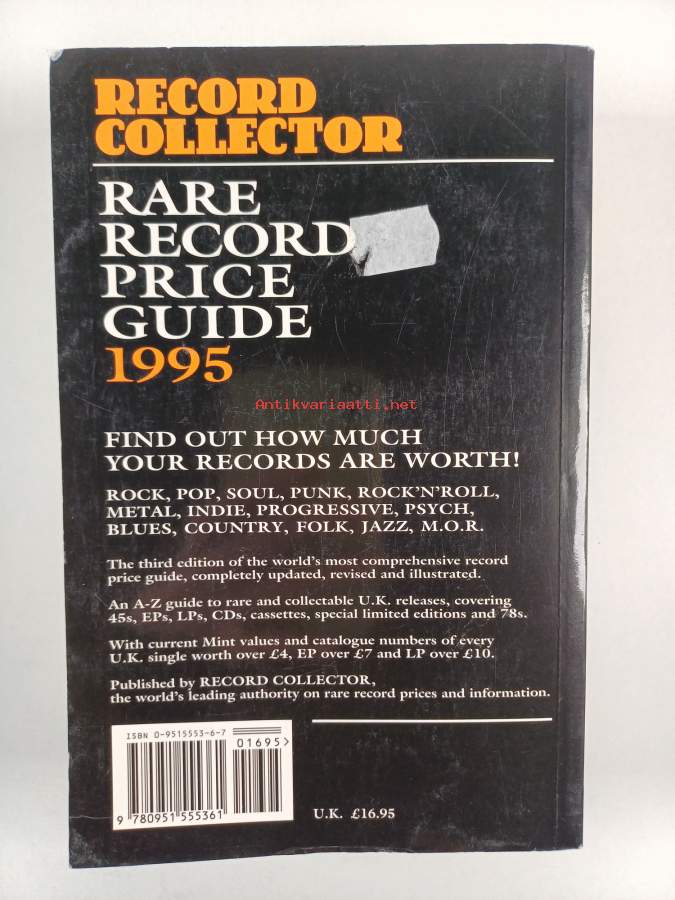 RECORD
COLLECTOR
RARE
RECORD
PRICE
GUIDE
1995
Antikvariaatti.net
FIND OUT HOW MUCH
YOUR RECORDS ARE WORTH!
ROCK, POP, SOUL, PUNK, ROCK'N'ROLL,
METAL, INDIE, PROGRESSIVE, PSYCH,
BLUES, COUNTRY, FOLK, JAZZ, M.O.R.
The third edition of the world's most comprehensive record
price guide, completely updated, revised and illustrated.
An A-Z guide to rare and collectable U.K. releases, covering
45s, EPs, LPs, CDs, cassettes, special limited editions and 78s.
With current Mint values and catalogue numbers of every
U.K. single worth over £4, EP over £7 and LP over £10.
Published by RECORD COLLECTOR,
the world's leading authority on rare record prices and information.
ISBN 0-9515553-6-7
01695>
9 780951 555361
U.K. £16.95